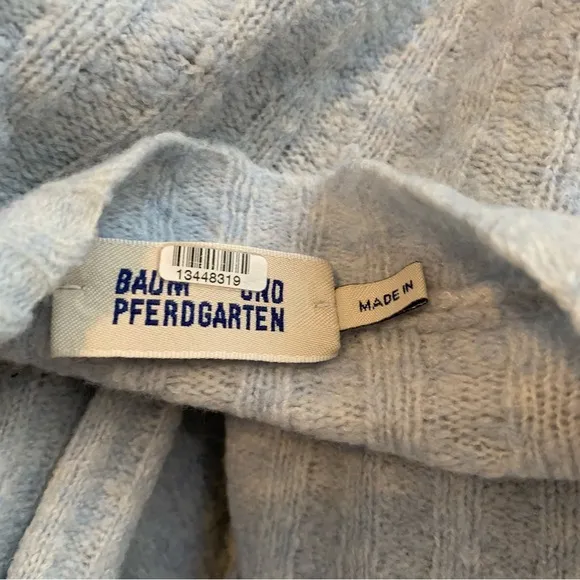 13448319
BAUM UND
PFERDGARTEN
MADE IN